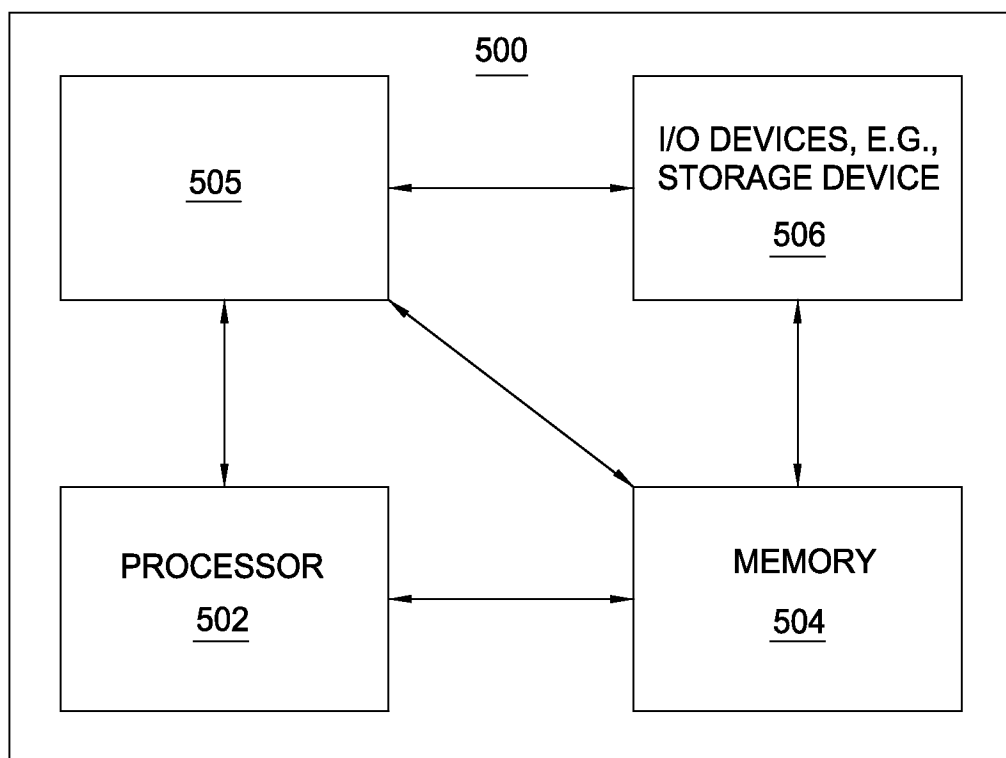 500
505
I/O DEVICES, E.G.,
STORAGE DEVICE
506
PROCESSOR
502
MEMORY
504